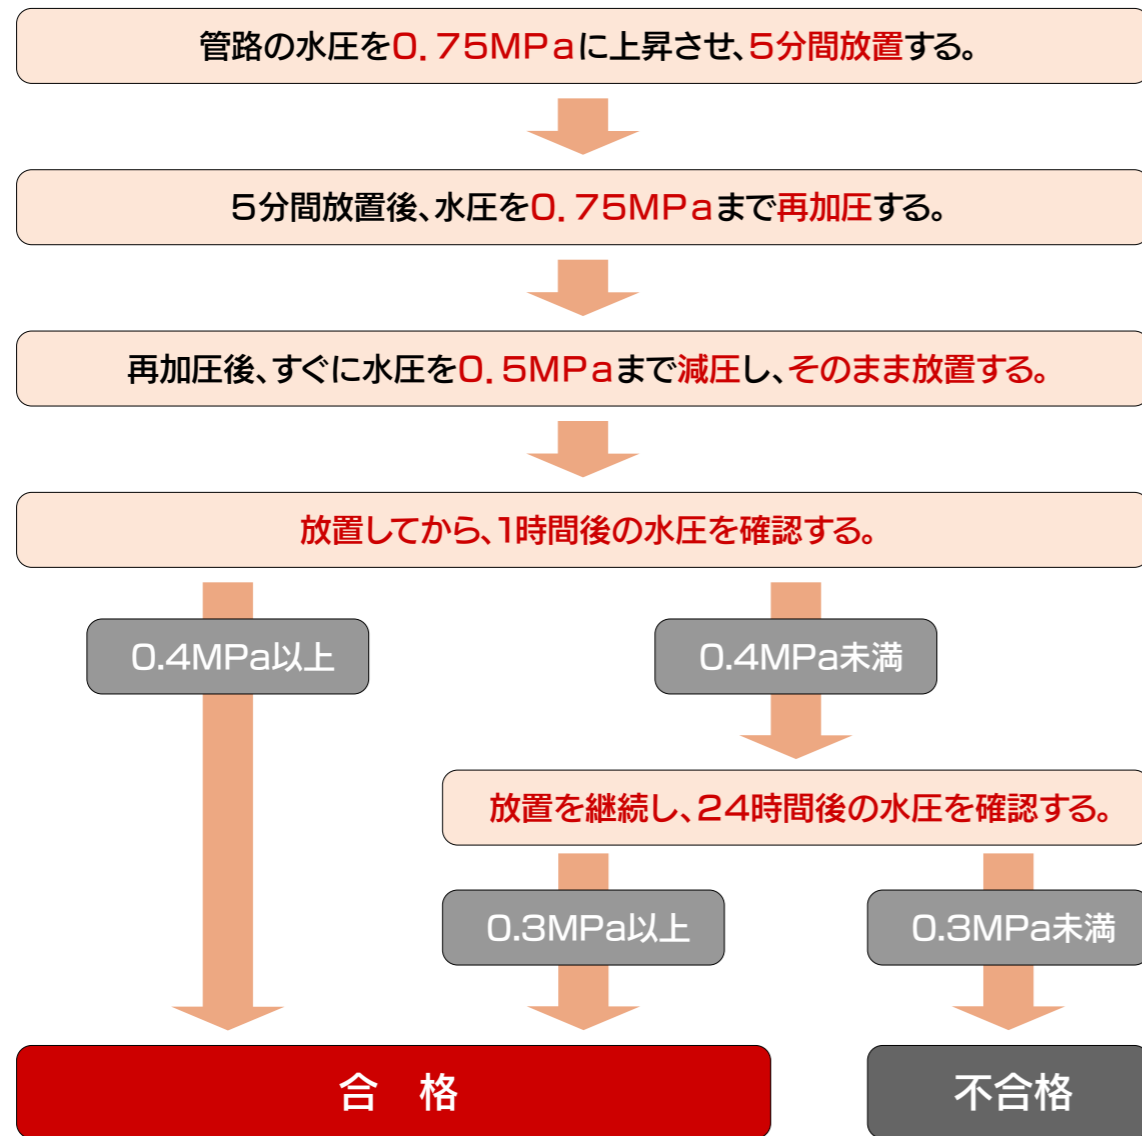 管路の水圧を0.75MPaに上昇させ、5分間放置する。
5分間放置後、水圧を0.75MPaまで再加圧する。
再加圧後、すぐに水圧を0.5MPaまで減圧し、そのまま放置する。
放置してから、1時間後の水圧を確認する。
0.4MPa以上
0.4MPa未満
放置を継続し、24時間後の水圧を確認する。
0.3MPa以上
0.3MPa未満
合　格
不合格